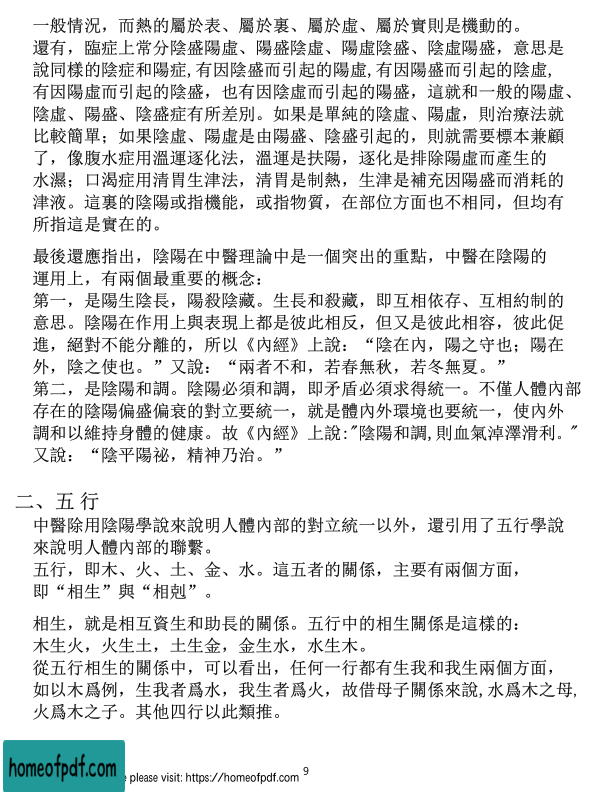 一般情況，而熱的屬於表、屬於裏、屬於虛、屬於實則是機動的。
還有，臨症上常分陰盛陽虛、陽盛陰虛、陽虛陰盛、陰虛陽盛，意思是
說同樣的陰症和陽症,有因陰盛而引起的陽虛,有因陽盛而引起的陰虛,
有因陽虛而引起的陰盛，也有因陰虛而引起的陽盛，這就和一般的陽虛、
陰虛、陽盛、陰盛症有所差別。如果是單純的陰虛、陽虛，則治療法就
比較簡單；如果陰虛、陽虛是由陽盛、陰盛引起的，則就需要標本兼顧
了，像腹水症用溫運逐化法，溫運是扶陽，逐化是排除陽虛而產生的
水濕；口渴症用清胃生津法，清胃是制熱，生津是補充因陽盛而消耗的
津液。這裏的陰陽或指機能，或指物質，在部位方面也不相同，但均有
所指這是實在的。
最後還應指出，陰陽在中醫理論中是一個突出的重點，中醫在陰陽的
運用上，有兩個最重要的概念：
第一，是陽生陰長，陽殺陰藏。生長和殺藏，即互相依存、互相約制的
意思。陰陽在作用上與表現上都是彼此相反，但又是彼此相容，彼此促
進，絕對不能分離的，所以《內經》上說：“陰在內，陽之守也；陽在
外，陰之使也。”又說：“兩者不和，若春無秋，若冬無夏。”
第二，是陰陽和調。陰陽必須和調，即矛盾必須求得統一。不僅人體內部
存在的陰陽偏盛偏衰的對立要統一，就是體內外環境也要統一，使內外
調和以維持身體的健康。故《內經》上說:"陰陽和調,則血氣淖澤滑利。"
又說：“陰平陽祕，精神乃治。”
二、五行
中醫除用陰陽學說來說明人體內部的對立統一以外，還引用了五行學說
來說明人體內部的聯繫。
五行，即木、火、土、金、水。這五者的關係，主要有兩個方面，
即“相生”與“相剋”。
相生，就是相互資生和助長的關係。五行中的相生關係是這樣的：
木生火，火生土，土生金，金生水，水生木。
從五行相生的關係中，可以看出，任何一行都有生我和我生兩個方面，
如以木爲例，生我者爲水，我生者爲火，故借母子關係來說,水爲木之母,
火爲木之子。其他四行以此類推。
homeofpdf.com
please visit: https://homeofpdf.com
9